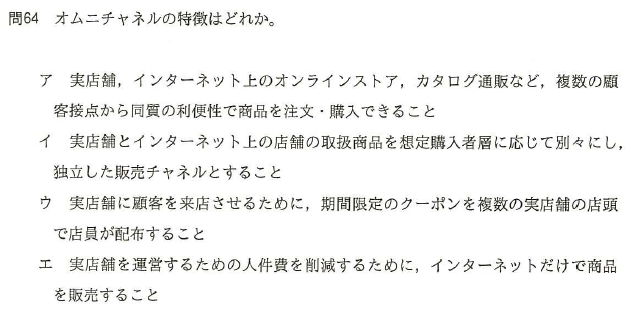 問64　オムニチャネルの特徴はどれか。
ア　実店舗，インターネット上のオンラインストア，カタログ通販など，複数の顧
客接点から同質の利便性で商品を注文・購入できること
イ　実店舗とインターネット上の店舗の取扱商品を想定購入者層に応じて別々にし，
独立した販売チャネルとすること
ウ　実店舗に顧客を来店させるために，期間限定のクーポンを複数の実店舗の店頭
で店員が配布すること
エ　実店舗を運営するための人件費を削減するために，インターネットだけで商品
を販売すること